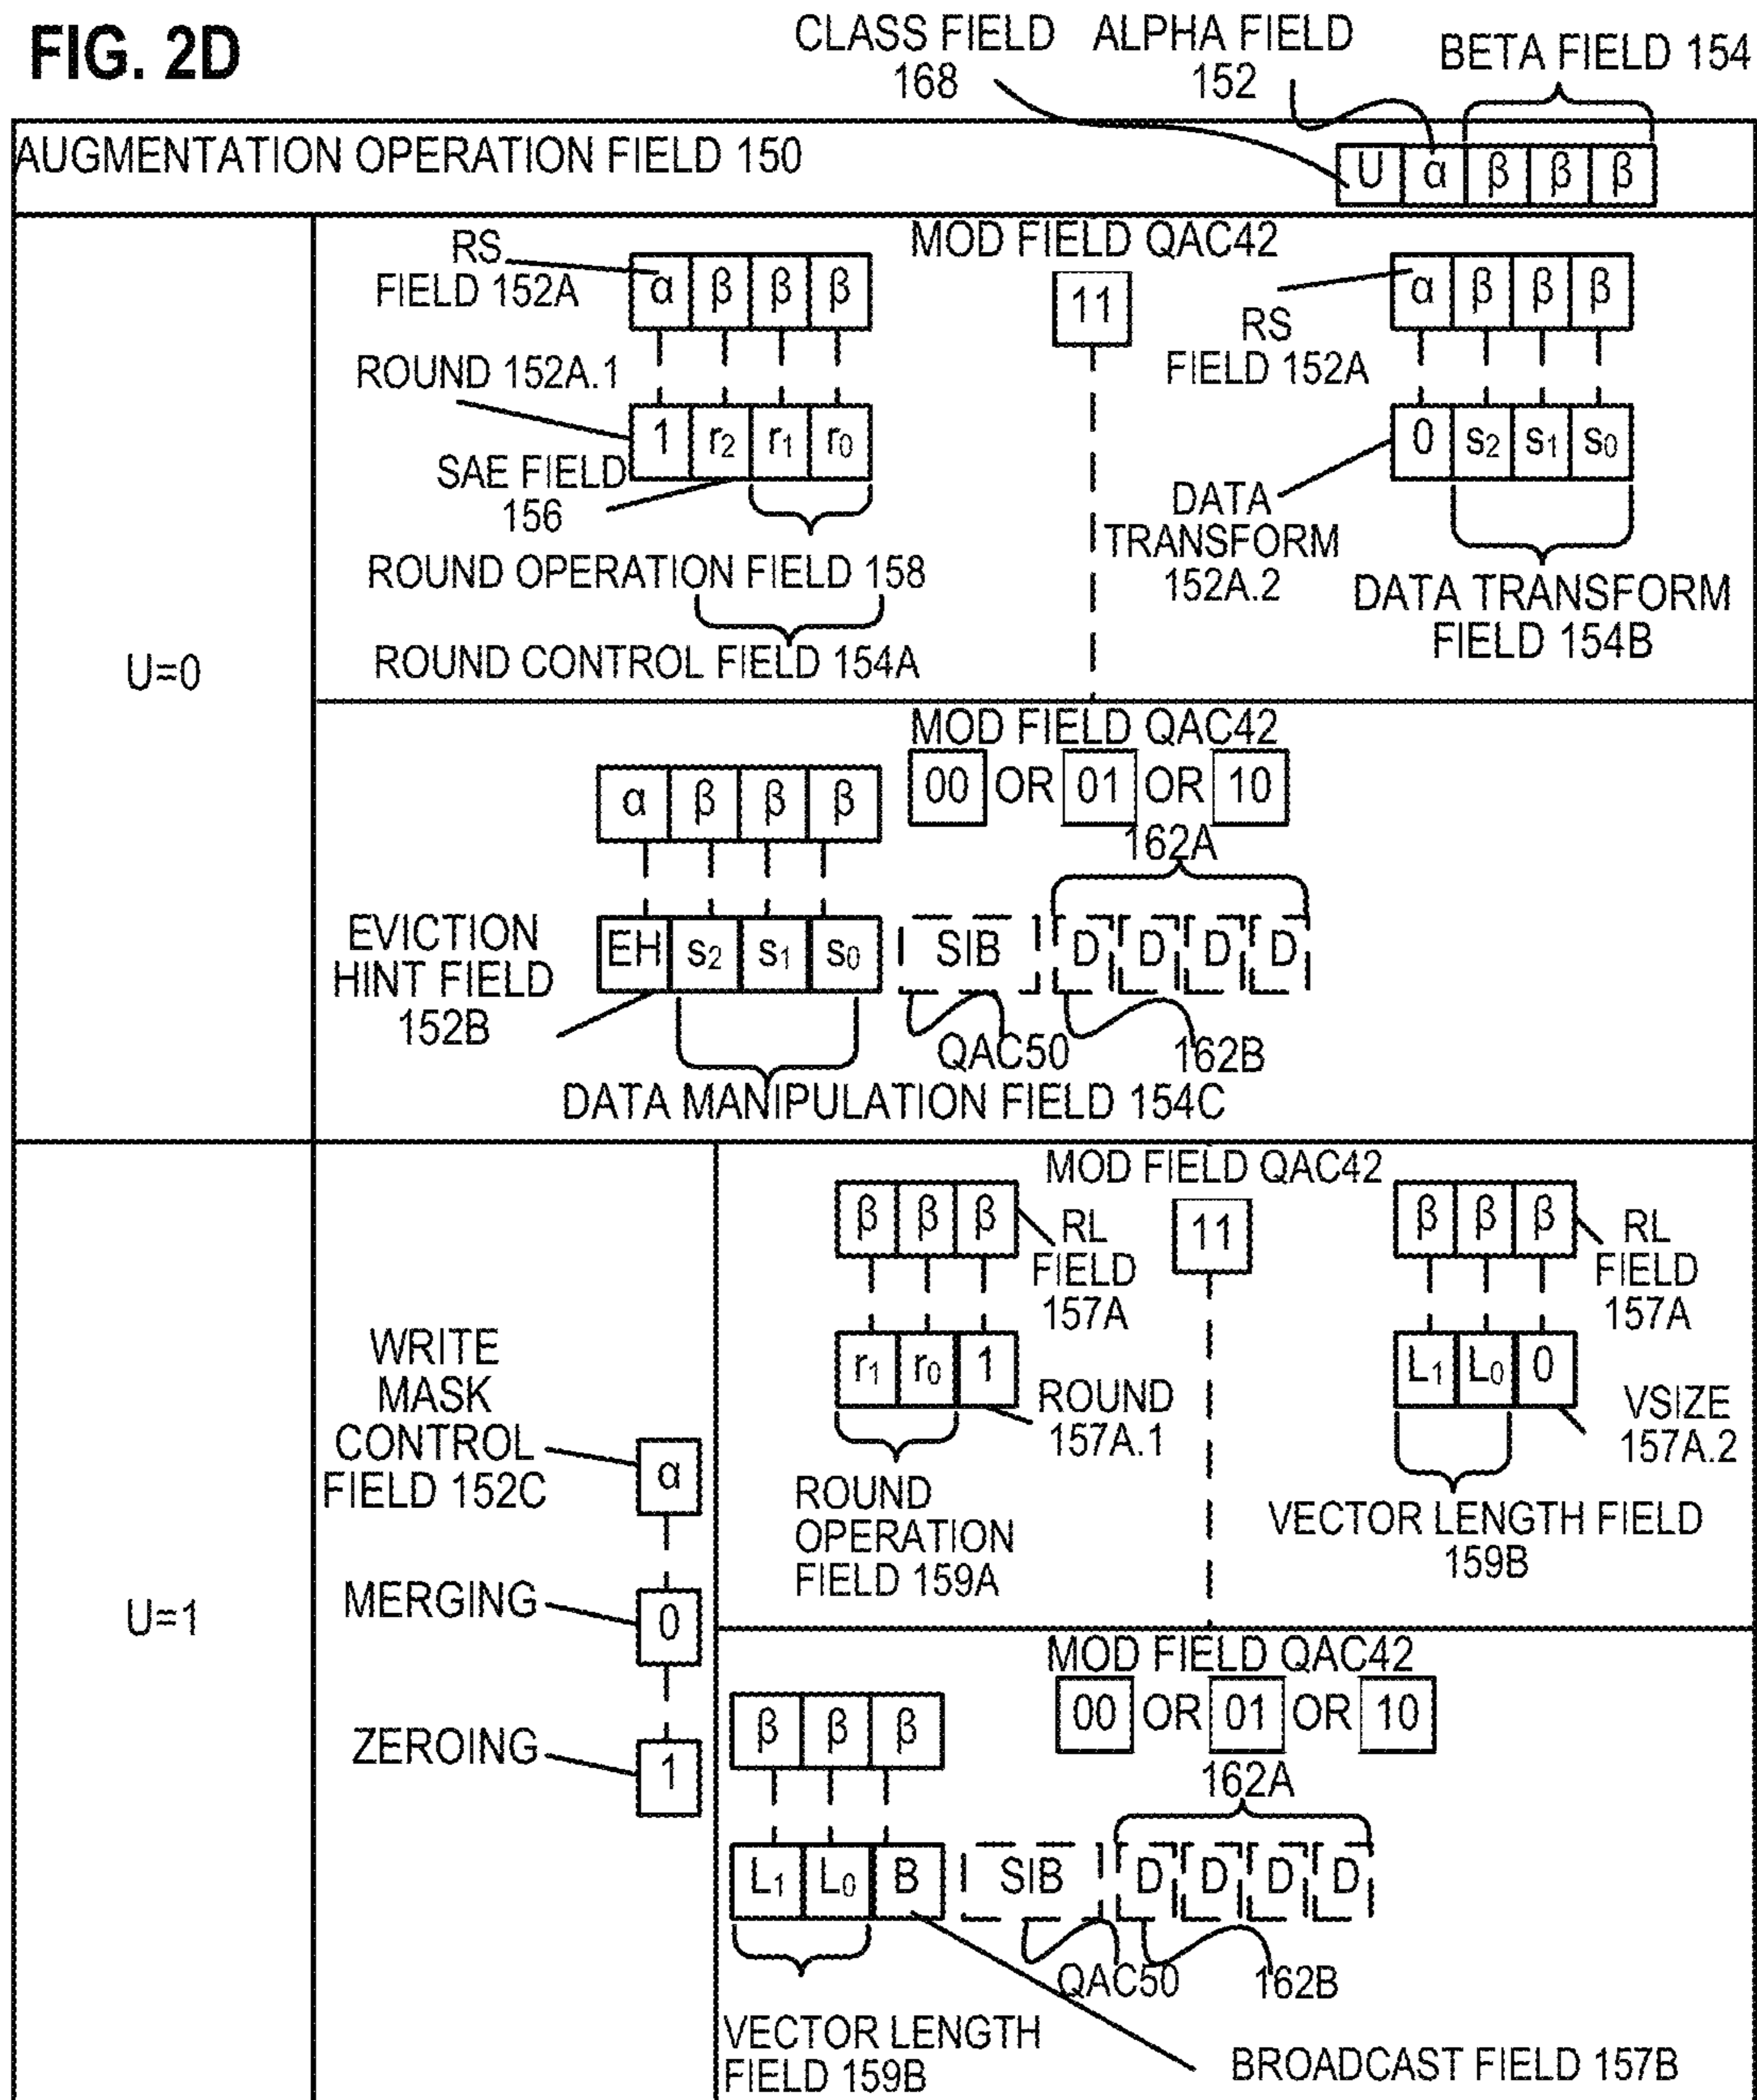 FIG. 2D
CLASS FIELD
168
ALPHA FIELD
152
BETA FIELD 154
AUGMENTATION OPERATION FIELD 150
U α β β β
U=0
MOD FIELD QAC42
11
RS
FIELD 152A
α β β β
ROUND 152A.1
1 r2 r1 r0
SAE FIELD
156
ROUND OPERATION FIELD 158
ROUND CONTROL FIELD 154A
α β β β
RS
FIELD 152A
0 s2 s1 s0
DATA
TRANSFORM
152A.2
DATA TRANSFORM
FIELD 154B
MOD FIELD QAC42
00 OR 01 OR 10
α β β β
162A
EVICTION
HINT FIELD
152B
EH s2 s1 s0 SIB D D D D
QAC50
162B
DATA MANIPULATION FIELD 154C
U=1
WRITE
MASK
CONTROL
FIELD 152C
α
MERGING
0
ZEROING
1
MOD FIELD QAC42
11
β β β
RL
FIELD
157A
r1 r0 1
ROUND
157A.1
ROUND
OPERATION
FIELD 159A
β β β
RL
FIELD
157A
L1 L0 0
VSIZE
157A.2
VECTOR LENGTH FIELD
159B
MOD FIELD QAC42
00 OR 01 OR 10
β β β
162A
L1 L0 B SIB D D D D
QAC50
162B
VECTOR LENGTH
FIELD 159B
BROADCAST FIELD 157B